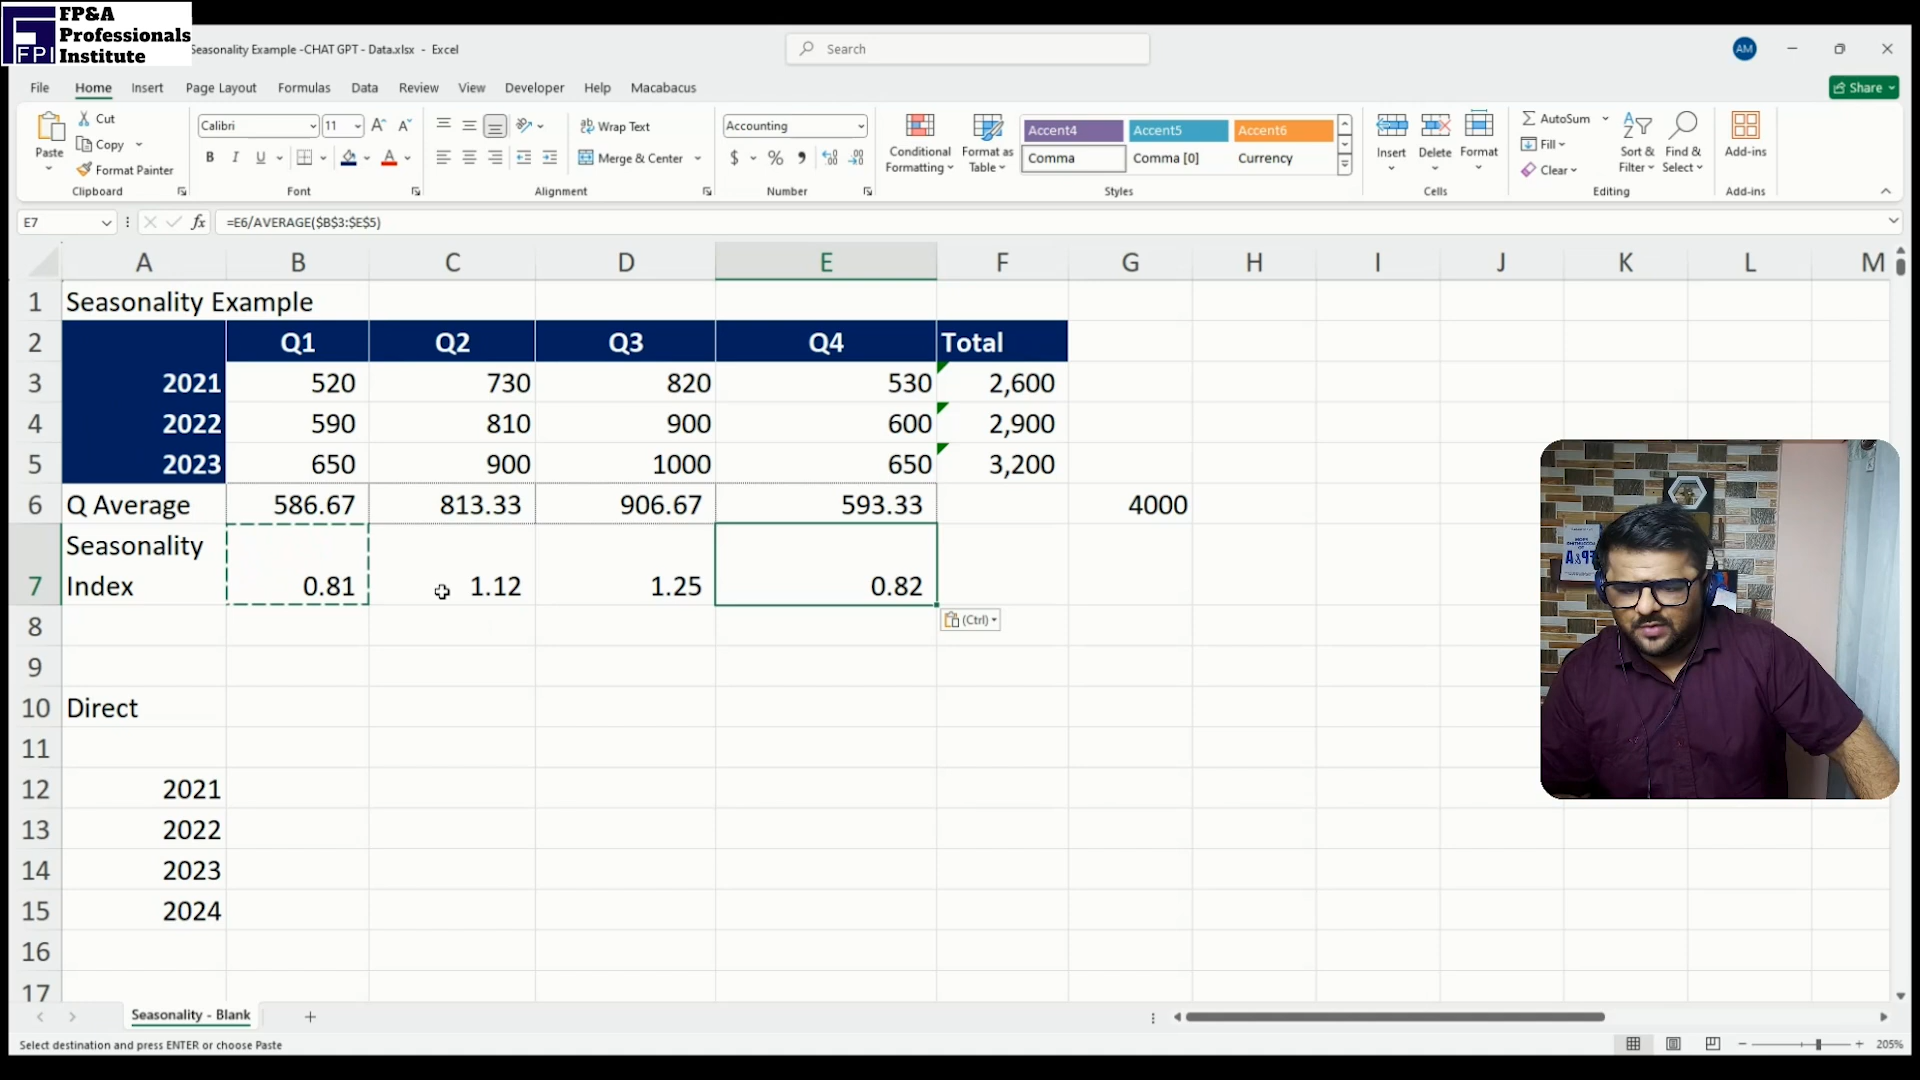 FP&A
Professionals
Institute
FPI
Seasonality Example -CHAT GPT - Data.xlsx - Excel
Search
AM
File Home Insert Page Layout Formulas Data Review View Developer Help Macabacus
Share
Paste
Cut
Copy
Format Painter
Clipboard
Calibri 11
B I U
Font
Wrap Text
Merge & Center
Alignment
Accounting
$ % 9
Number
Conditional
Formatting
Format as
Table
Accent4 Accent5 Accent6
Comma Comma [0] Currency
Styles
Insert Delete Format
Cells
AutoSum
Fill
Clear
Sort &
Filter
Find &
Select
Editing
Add-ins
Add-ins
E7 fx =E6/AVERAGE($B$3:$E$5)
A B C D E F G H I J K L M
1 Seasonality Example
2 Q1 Q2 Q3 Q4 Total
3 2021 520 730 820 530 2,600
4 2022 590 810 900 600 2,900
5 2023 650 900 1000 650 3,200
6 Q Average 586.67 813.33 906.67 593.33 4000
Seasonality
7 Index 0.81 1.12 1.25 0.82
8 (Ctrl)
9
10 Direct
11
12 2021
13 2022
14 2023
15 2024
16
17
Seasonality - Blank
Select destination and press ENTER or choose Paste
205%